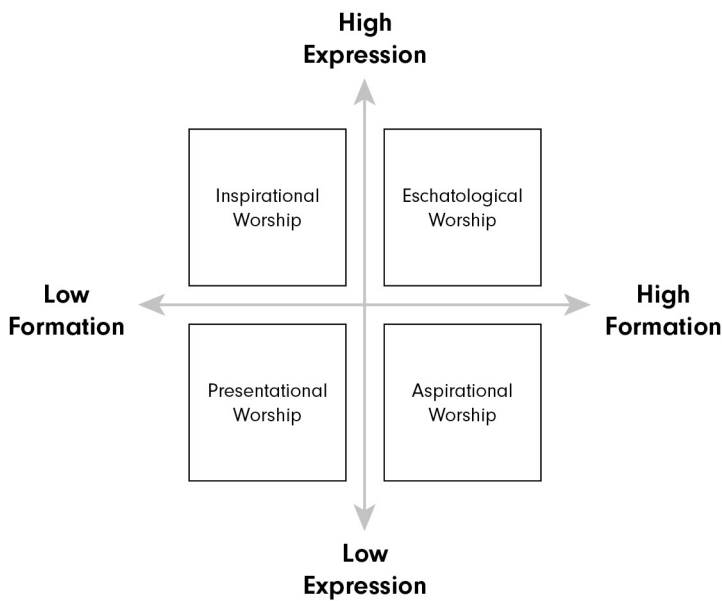 High
Expression
Inspirational
Worship
Eschatological
Worship
Low
Formation
High
Formation
Presentational
Worship
Aspirational
Worship
Low
Expression